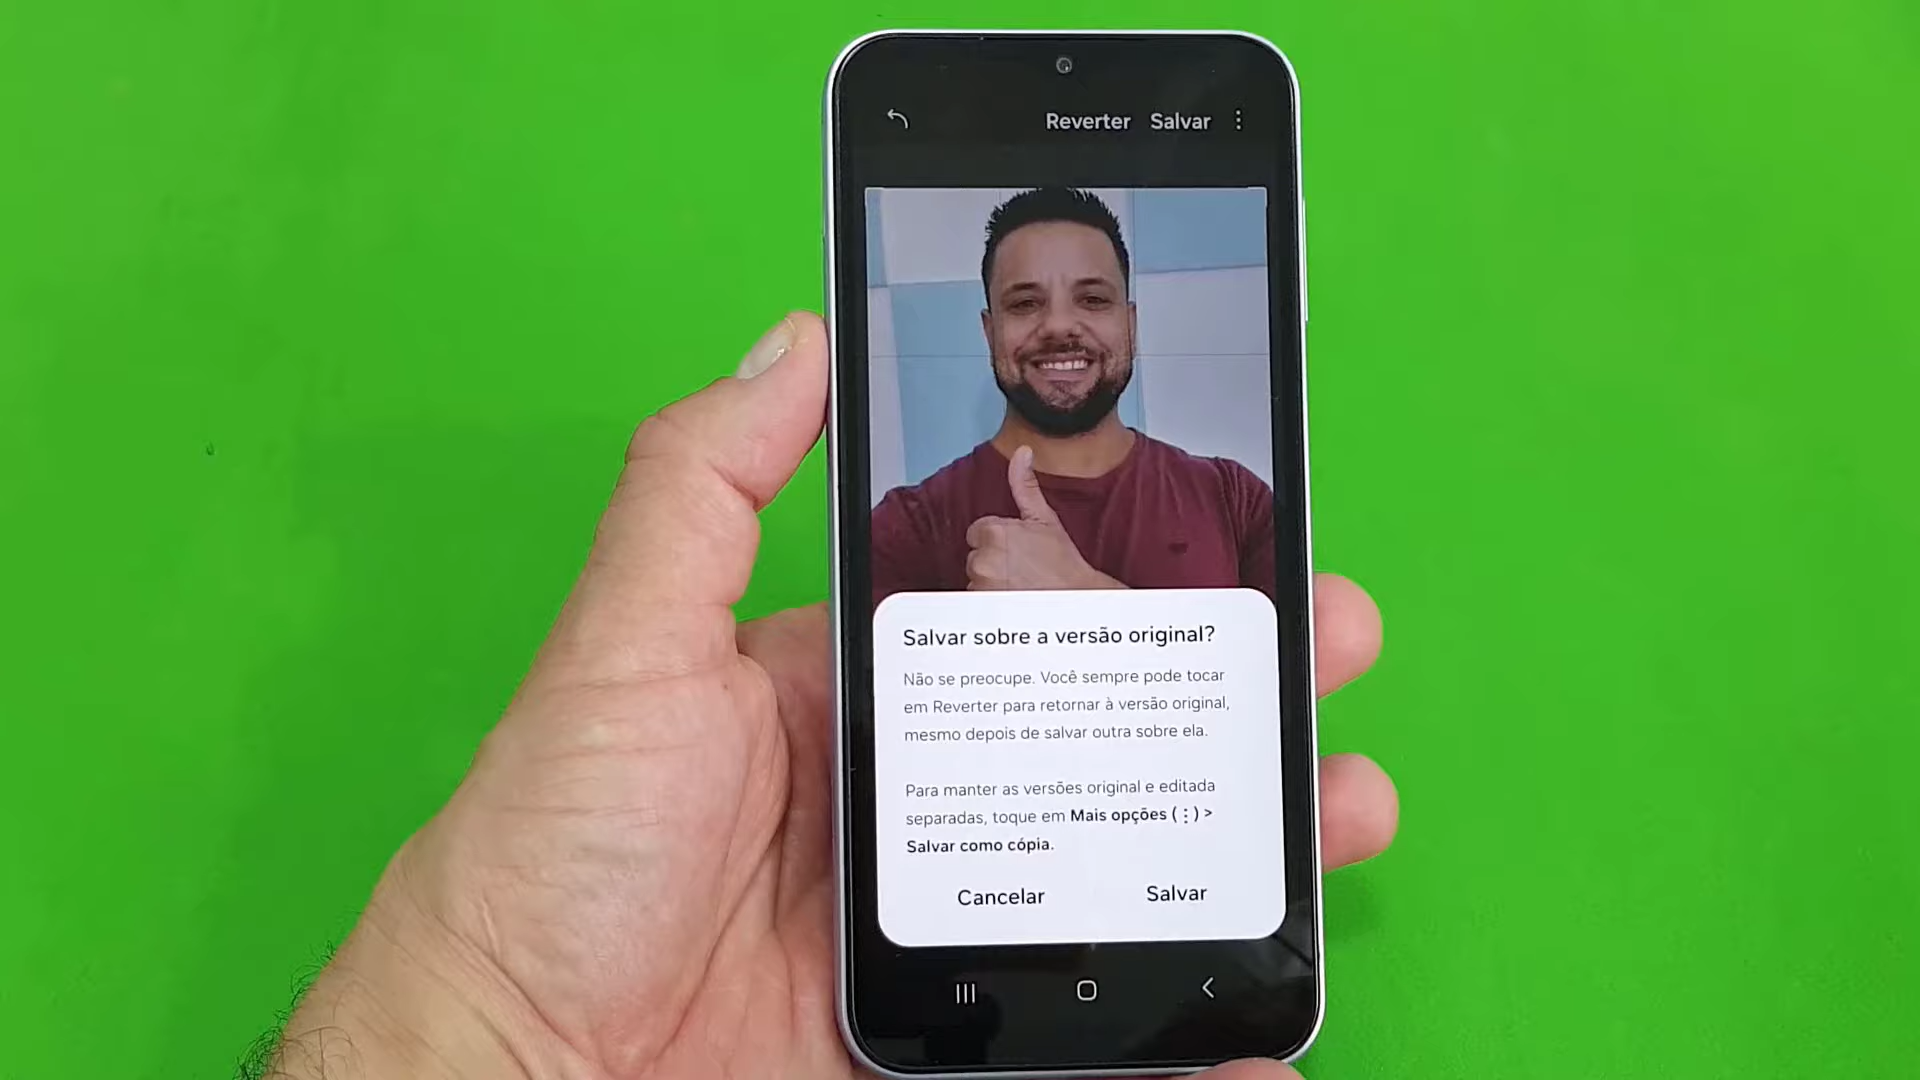 Reverter Salvar
Salvar sobre a versão original?
Não se preocupe. Você sempre pode tocar
em Reverter para retornar à versão original,
mesmo depois de salvar outra sobre ela.
Para manter as versões original e editada
separadas, toque em Mais opções ( ⋮ ) >
Salvar como cópia.
Cancelar Salvar